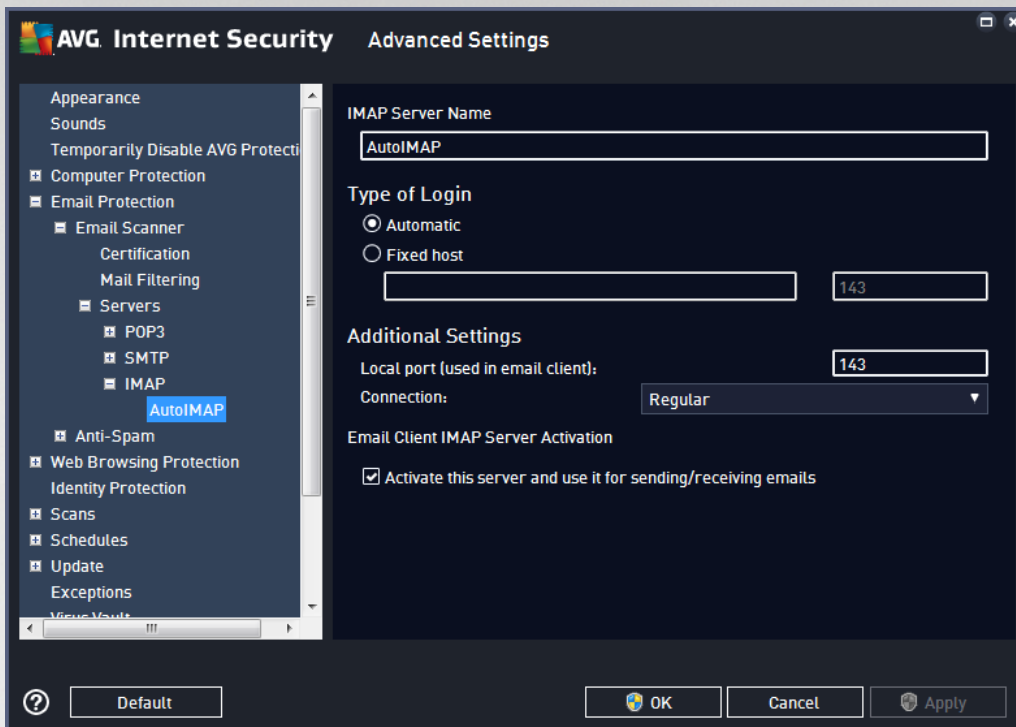 AVG Internet Security Advanced Settings
Appearance
Sounds
Temporarily Disable AVG Protecti
Computer Protection
Email Protection
Email Scanner
Certification
Mail Filtering
Servers
POP3
SMTP
IMAP
AutoIMAP
Anti-Spam
Web Browsing Protection
Identity Protection
Scans
Schedules
Update
Exceptions
Virus Vault
IMAP Server Name
AutoIMAP
Type of Login
Automatic
Fixed host
143
Additional Settings
Local port (used in email client): 143
Connection: Regular
Email Client IMAP Server Activation
Activate this server and use it for sending/receiving emails
Default OK Cancel Apply